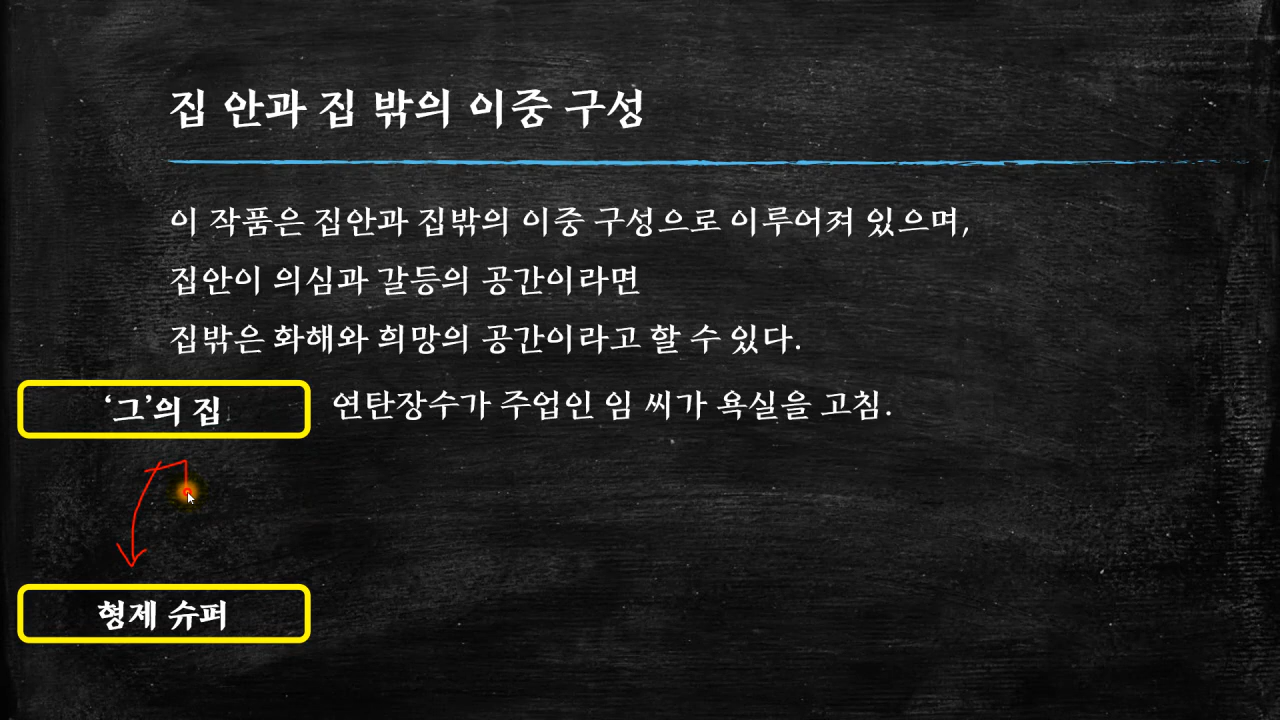 집 안과 집 밖의 이중 구성
이 작품은 집안과 집밖의 이중 구성으로 이루어져 있으며,
집안이 의심과 갈등의 공간이라면
집밖은 화해와 희망의 공간이라고 할 수 있다.
‘그’의 집
연탄장수가 주업인 임 씨가 욕실을 고침.
형제 슈퍼